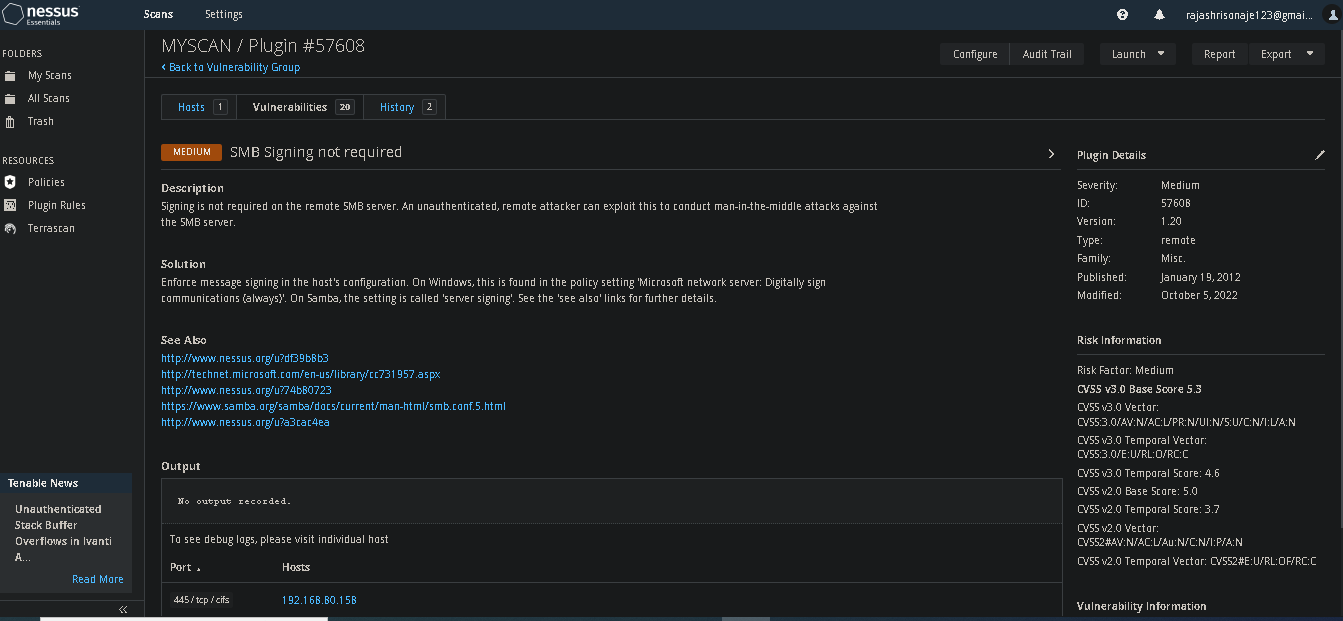 nessus
Essentials
Scans
Settings
rajashrisonaje123@gmai...
FOLDERS
My Scans
All Scans
Trash
RESOURCES
Policies
Plugin Rules
Terrascan
Tenable News
Unauthenticated
Stack Buffer
Overflows in Ivanti
A...
Read More
MYSCAN / Plugin #57608
Back to Vulnerability Group
Configure
Audit Trail
Launch
Report
Export
Hosts 1
Vulnerabilities 20
History 2
MEDIUM SMB Signing not required
Description
Signing is not required on the remote SMB server. An unauthenticated, remote attacker can exploit this to conduct man-in-the-middle attacks against
the SMB server.
Solution
Enforce message signing in the host's configuration. On Windows, this is found in the policy setting 'Microsoft network server: Digitally sign
communications (always)'. On Samba, the setting is called 'server signing'. See the 'see also' links for further details.
See Also
http://www.nessus.org/u?df39b8b3
http://technet.microsoft.com/en-us/library/cc731957.aspx
http://www.nessus.org/u?74b80723
https://www.samba.org/samba/docs/current/man-html/smb.conf.5.html
http://www.nessus.org/u?a3cac4ea
Output
No output recorded.
To see debug logs, please visit individual host
Port Hosts
445 / tcp / cifs 192.168.80.158
Plugin Details
Severity: Medium
ID: 57608
Version: 1.20
Type: remote
Family: Misc.
Published: January 19, 2012
Modified: October 5, 2022
Risk Information
Risk Factor: Medium
CVSS v3.0 Base Score 5.3
CVSS v3.0 Vector:
CVSS:3.0/AV:N/AC:L/PR:N/UI:N/S:U/C:N/I:L/A:N
CVSS v3.0 Temporal Vector:
CVSS:3.0/E:U/RL:O/RC:C
CVSS v3.0 Temporal Score: 4.6
CVSS v2.0 Base Score: 5.0
CVSS v2.0 Temporal Score: 3.7
CVSS v2.0 Vector:
CVSS2#AV:N/AC:L/Au:N/C:N/I:P/A:N
CVSS v2.0 Temporal Vector: CVSS2#E:U/RL:OF/RC:C
Vulnerability Information